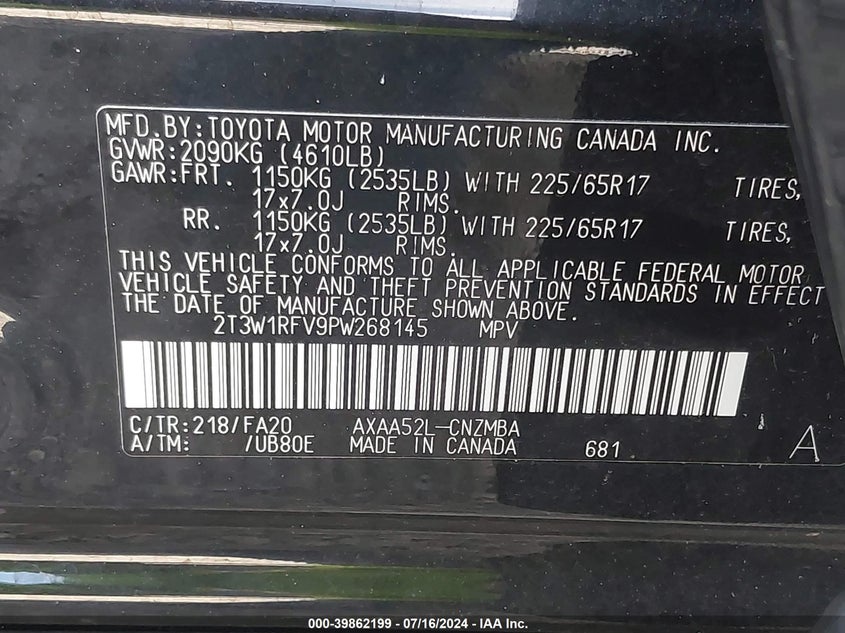 MFD.BY:TOYOTA MOTOR MANUFACTURING CANADA INC.
GVWR:2090KG (4610LB)
GAWR:FRT. 1150KG (2535LB) WITH 225/65R17 TIRES,
17x7.0J RIMS.
RR. 1150KG (2535LB) WITH 225/65R17 TIRES,
17x7.0J RIMS.
THIS VEHICLE CONFORMS TO ALL APPLICABLE FEDERAL MOTOR
VEHICLE SAFETY AND THEFT PREVENTION STANDARDS IN EFFECT
THE DATE OF MANUFACTURE SHOWN ABOVE.
2T3W1RFV9PW268145 MPV
C/TR:218/FA20 AXAA52L-CNZMBA
A/TM: /UB80E MADE IN CANADA 681 A
000-39862199 / 07/16/2024 - IAA Inc.